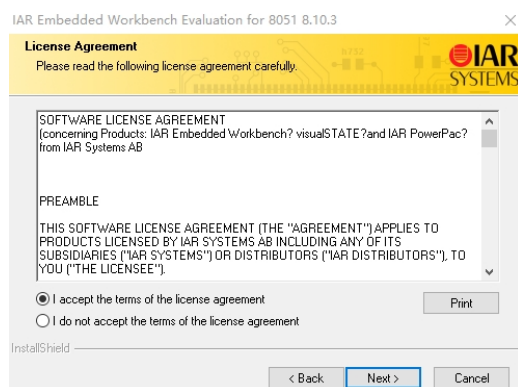 IAR Embedded Workbench Evaluation for 8051 8.10.3
License Agreement
Please read the following license agreement carefully.
IAR
SYSTEMS
SOFTWARE LICENSE AGREEMENT
(concerning Products: IAR Embedded Workbench? visualSTATE?and IAR PowerPac?
from IAR Systems AB
PREAMBLE
THIS SOFTWARE LICENSE AGREEMENT (THE "AGREEMENT") APPLIES TO
PRODUCTS LICENSED BY IAR SYSTEMS AB INCLUDING ANY OF ITS
SUBSIDIARIES ("IAR SYSTEMS") OR DISTRIBUTORS ("IAR DISTRIBUTORS"), TO
YOU ("THE LICENSEE").
I accept the terms of the license agreement
Print
I do not accept the terms of the license agreement
InstallShield
< Back Next > Cancel